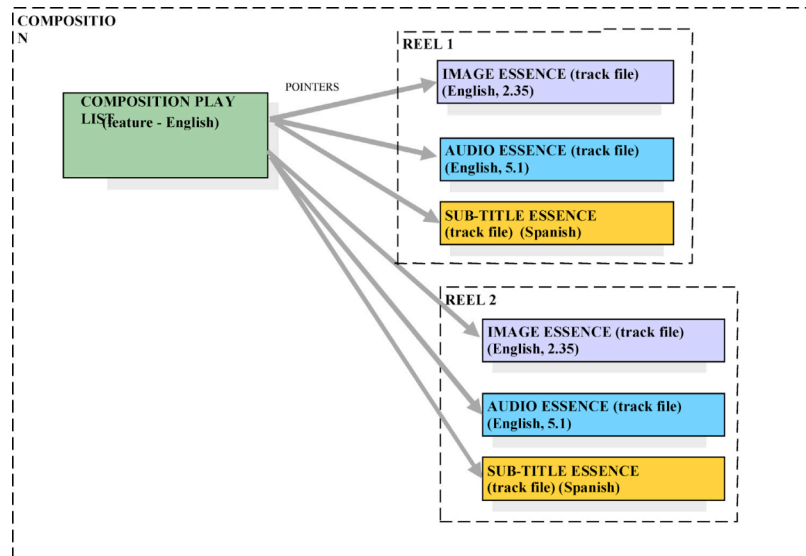 COMPOSITIO
N
REEL 1
IMAGE ESSENCE (track file)
(English, 2.35)
POINTERS
COMPOSITION PLAY
LIST
(feature - English)
AUDIO ESSENCE (track file)
(English, 5.1)
SUB-TITLE ESSENCE
(track file) (Spanish)
REEL 2
IMAGE ESSENCE (track file)
(English, 2.35)
AUDIO ESSENCE (track file)
(English, 5.1)
SUB-TITLE ESSENCE
(track file) (Spanish)